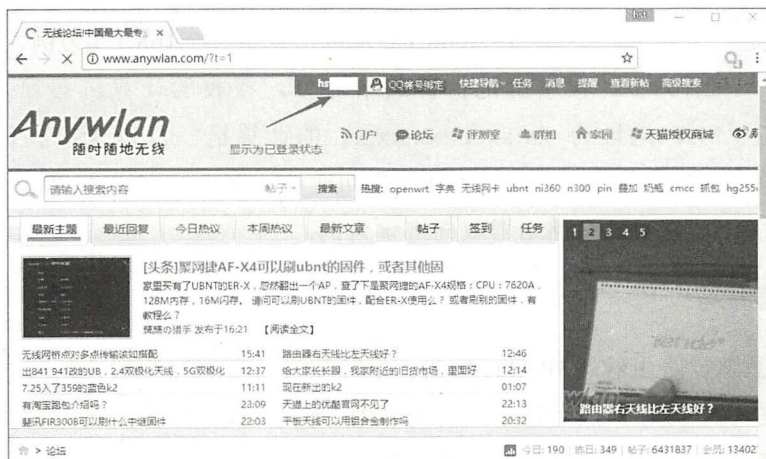 hst
无线论坛|中国最大最专 ×
www.anywlan.com/?t=1
hs QQ帐号绑定 快捷导航 任务 消息 提醒 查看新帖 高级搜索
Anywlan
随时随地无线
显示为已登录状态
门户 论坛 评测室 群组 家园 天猫授权商城
请输入搜索内容 帖子 搜索 热搜: openwrt 字典 无线网卡 ubnt ni360 n300 pin 叠加 奶瓶 cmcc 抓包 hg255
最新主题 最近回复 今日热议 本周热议 最新文章 帖子 签到 任务
1 2 3 4 5
[头条]聚网捷AF-X4可以刷ubnt的固件，或者其他固
家里买有了UBNT的ER-X，忽然翻出一个AP，查了下是聚网捷的AF-X4规格：CPU：7620A，
128M内存，16M闪存。 请问可以刷UBNT的固件，配合ER-X使用么？ 或者刷别的固件，有
教程么？
的猎手 发布于16:21 【阅读全文】
无线网桥点对多点传输该如搭配 15:41 路由器右天线比左天线好？ 12:46
出841 941改的UB，2.4双极化天线，5G双极化 12:37 给大家长长眼，我家附近的旧货市场，里面好 12:14
7.25入了359的蓝色k2 11:11 现在新出的k2 01:07
有淘宝跑包介绍吗？ 23:09 天猫上的优酷官网不见了 22:13
斐讯FIR300B可以刷什么中继固件 22:03 平板天线可以用铝合金制作吗 20:32
路由器右天线比左天线好？
> 论坛 今日: 190 昨日: 349 帖子: 6431837 会员: 13402